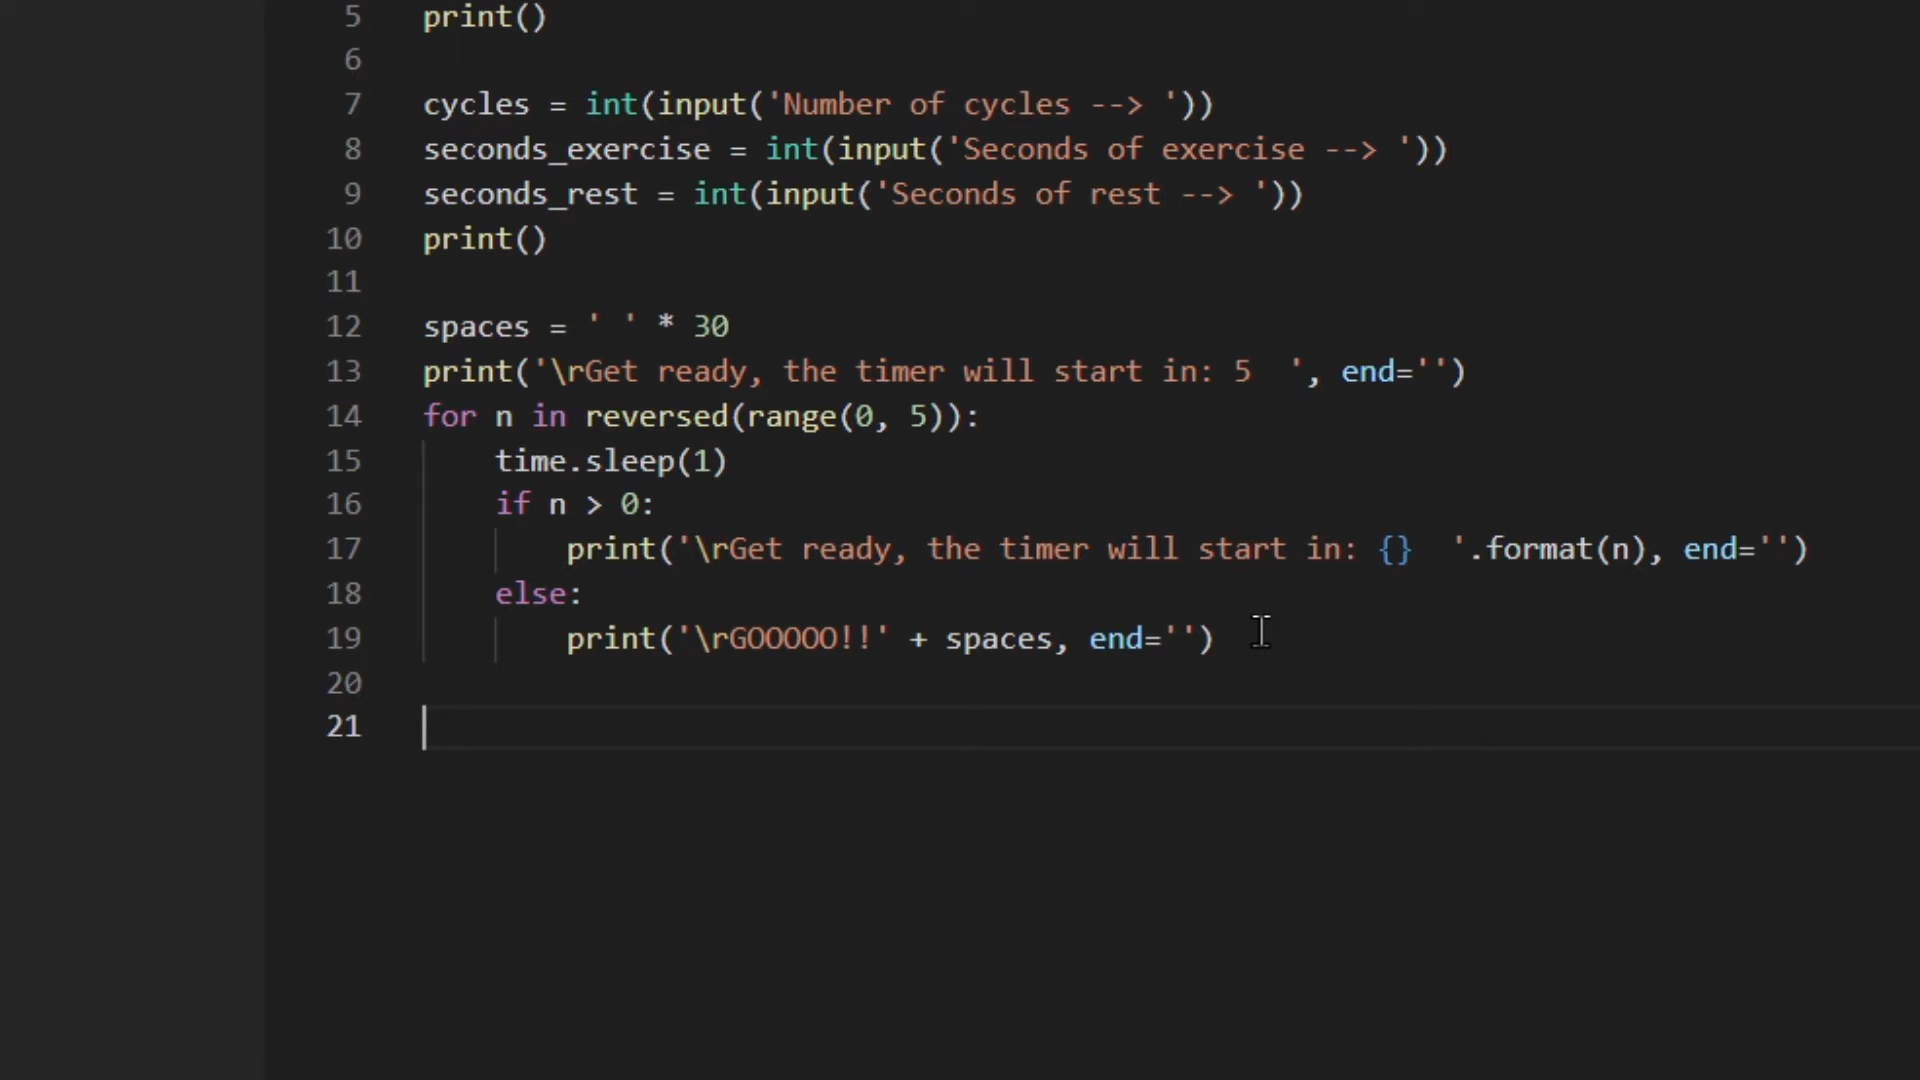 5 print()
6
7 cycles = int(input('Number of cycles --> '))
8 seconds_exercise = int(input('Seconds of exercise --> '))
9 seconds_rest = int(input('Seconds of rest --> '))
10 print()
11
12 spaces = ' ' * 30
13 print('\rGet ready, the timer will start in: 5  ', end='')
14 for n in reversed(range(0, 5)):
15     time.sleep(1)
16     if n > 0:
17         print('\rGet ready, the timer will start in: {}  '.format(n), end='')
18     else:
19         print('\rGOOOOO!!' + spaces, end='')
20
21